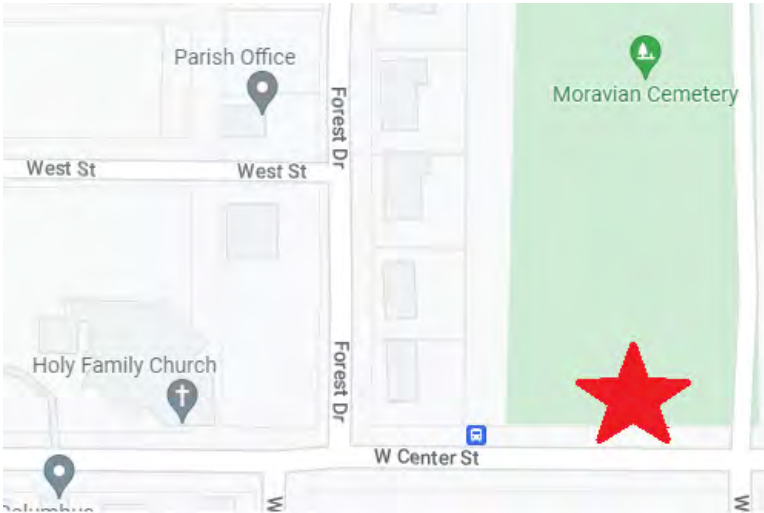 Parish Office
Moravian Cemetery
Forest Dr
West St
West St
Holy Family Church
Forest Dr
W Center St
W
W